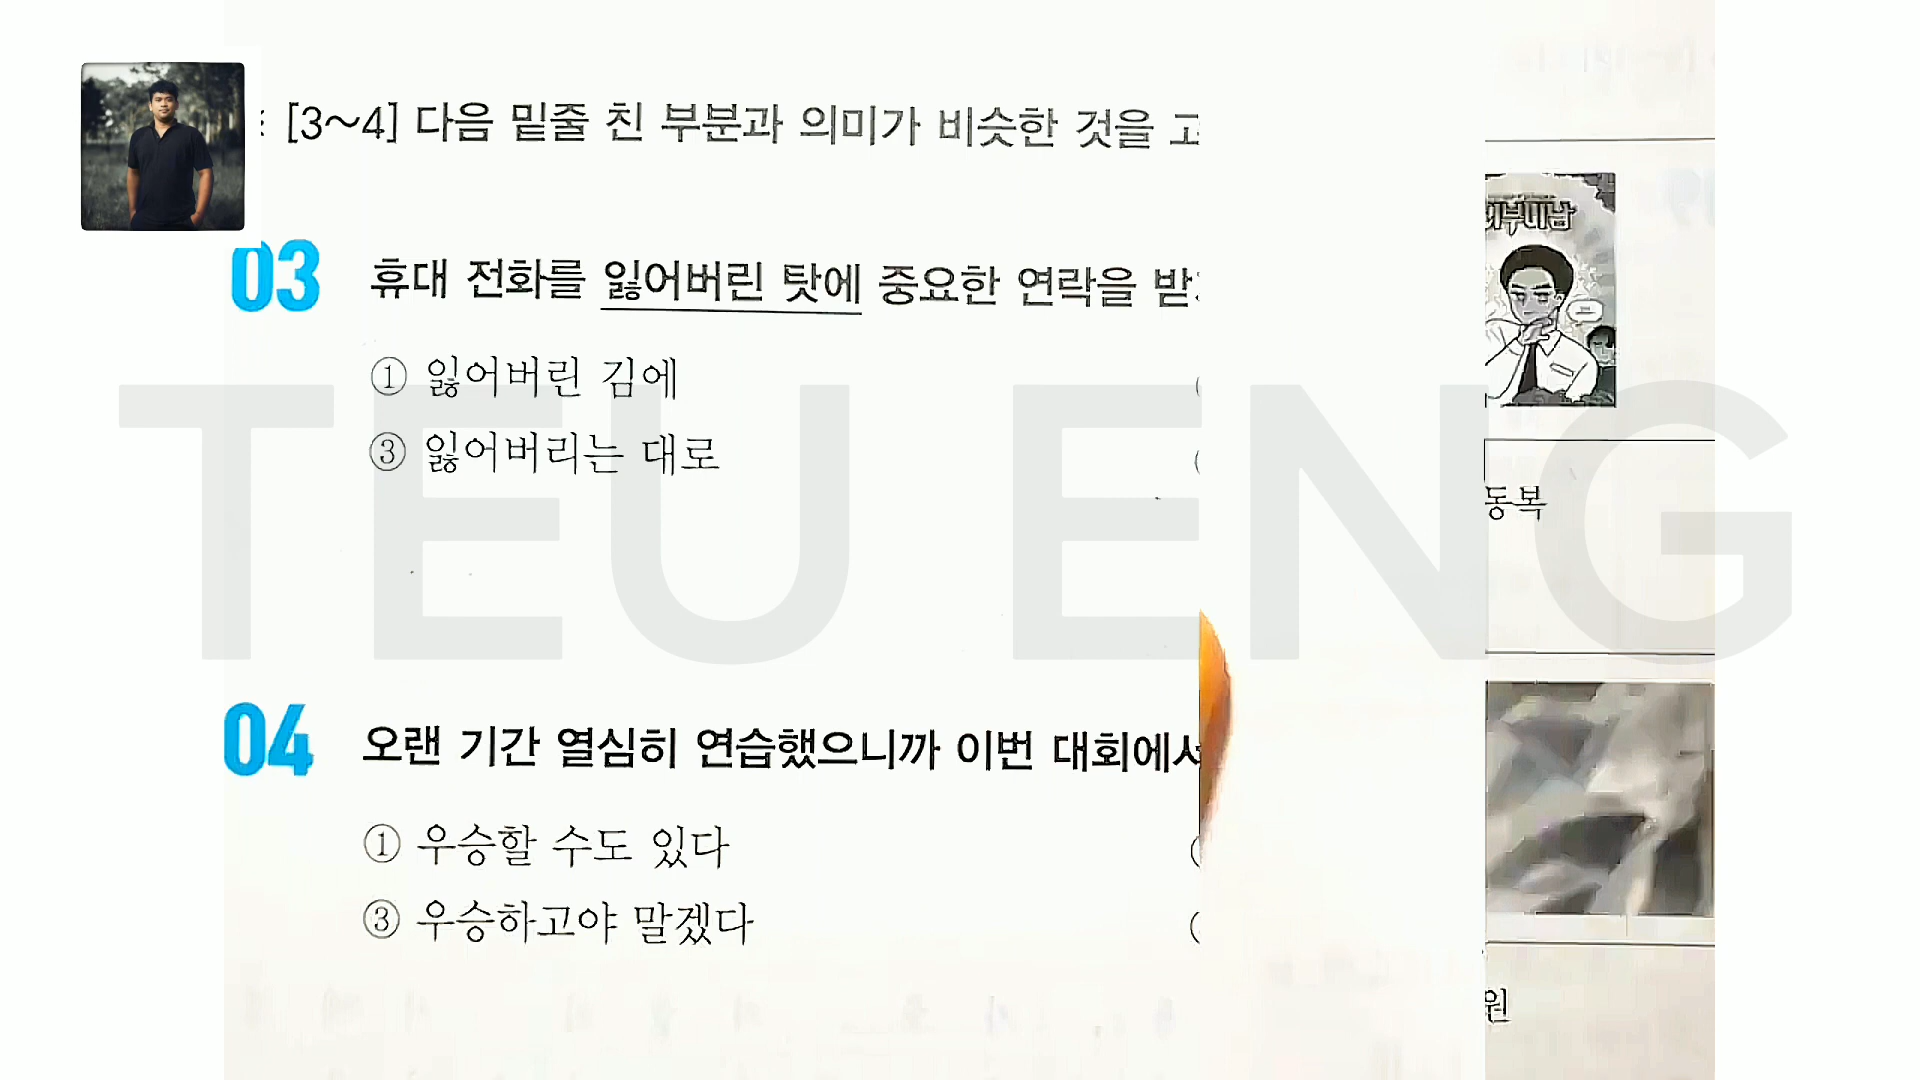 [3~4] 다음 밑줄 친 부분과 의미가 비슷한 것을
03 휴대 전화를 잃어버린 탓에 중요한 연락을
① 잃어버린 김에
③ 잃어버리는 대로
04 오랜 기간 열심히 연습했으니까 이번 대회에서
① 우승할 수도 있다
③ 우승하고야 말겠다
동복
원
TEU ENG